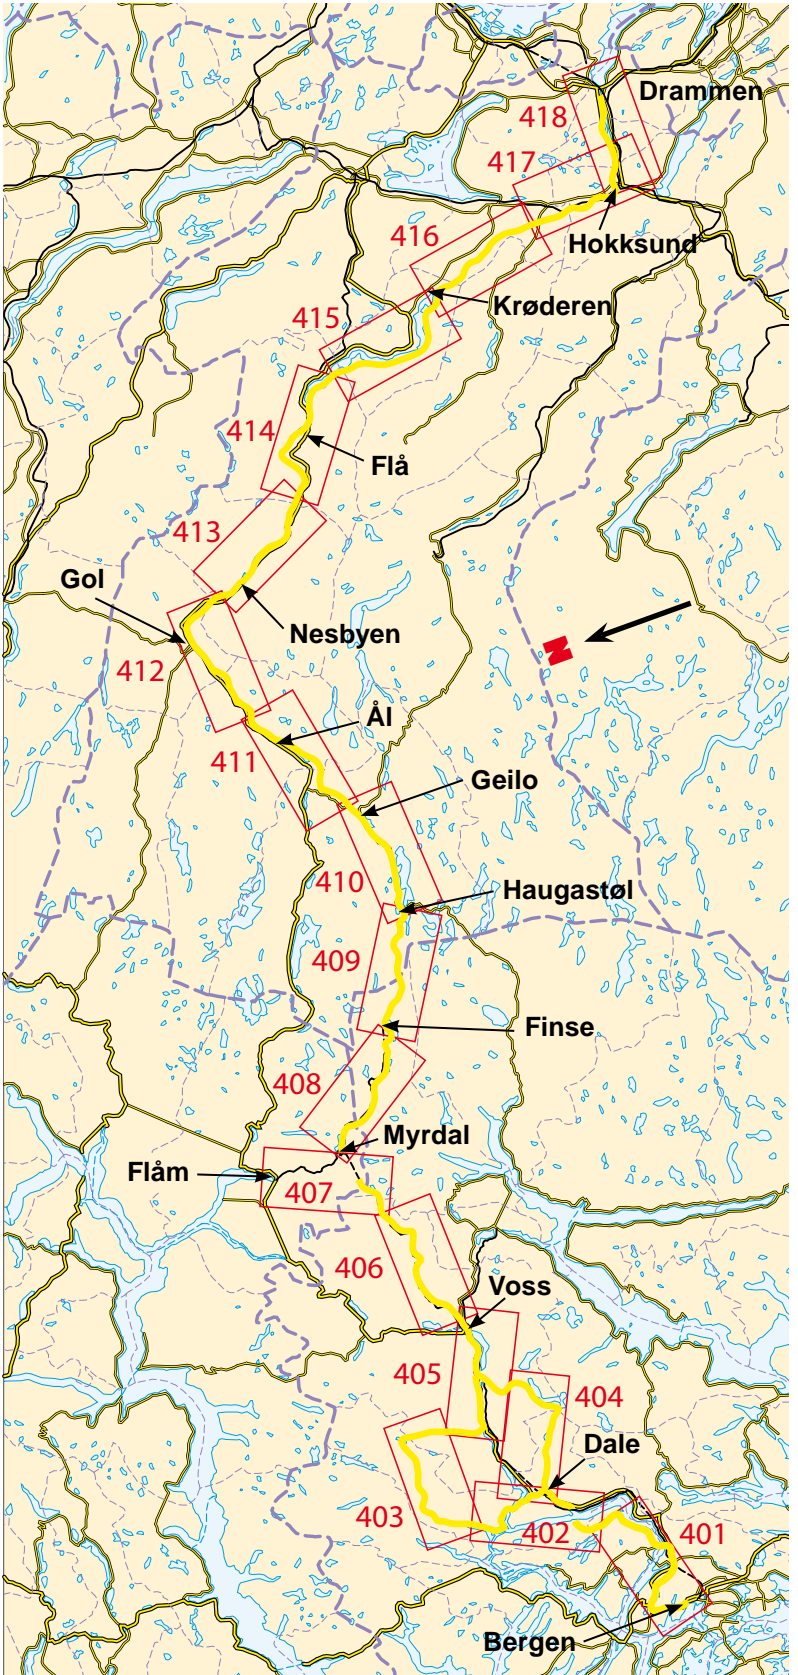 Drammen
418
417
Hokksund
416
Krøderen
415
414
Flå
413
Gol
Nesbyen
N
412
Ål
411
Geilo
410
Haugastøl
409
Finse
408
Myrdal
Flåm
407
406
Voss
405
404
Dale
403
402
401
Bergen